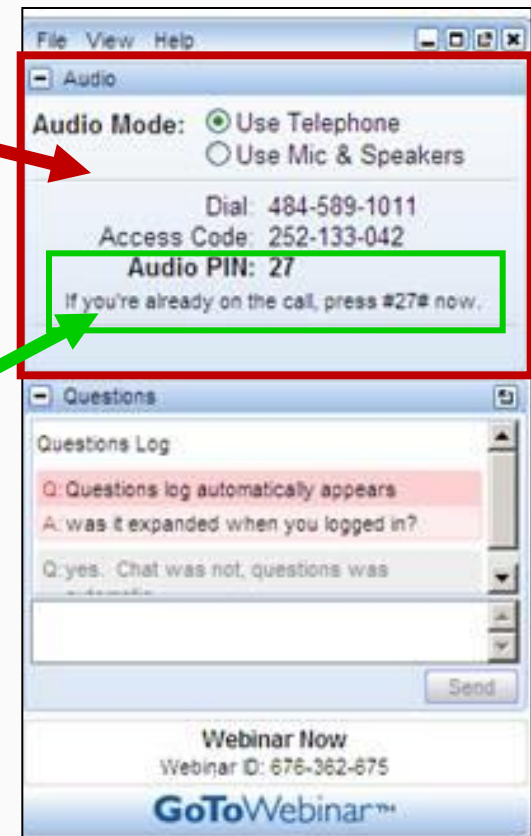 File View Help
Audio
Audio Mode: Use Telephone
Use Mic & Speakers
Dial: 484-589-1011
Access Code: 252-133-042
Audio PIN: 27
If you're already on the call, press #27# now.
Questions
Questions Log
Q: Questions log automatically appears
A: was it expanded when you logged in?
Q: yes. Chat was not, questions was
Send
Webinar Now
Webinar ID: 676-362-675
GoToWebinar™